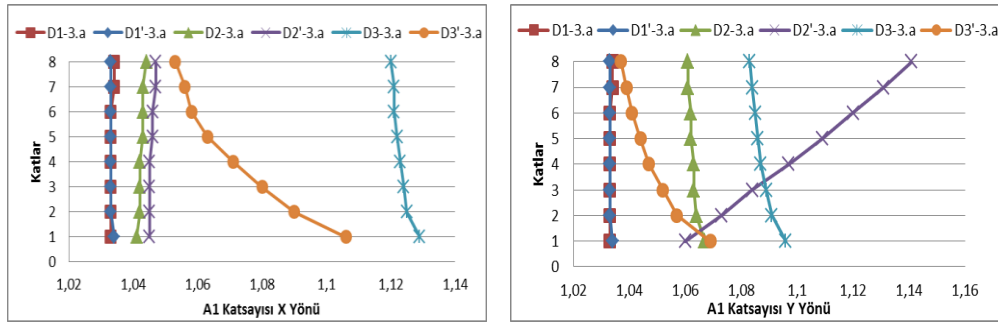 D1-3.a D1'-3.a D2-3.a D2'-3.a D3-3.a D3'-3.a
8
7
6
5
4
3
2
1
0
Katlar
1,02 1,04 1,06 1,08 1,1 1,12 1,14
A1 Katsayısı X Yönü
D1-3.a D1'-3.a D2-3.a D2'-3.a D3-3.a D3'-3.a
8
7
6
5
4
3
2
1
0
Katlar
1,02 1,04 1,06 1,08 1,1 1,12 1,14 1,16
A1 Katsayısı Y Yönü